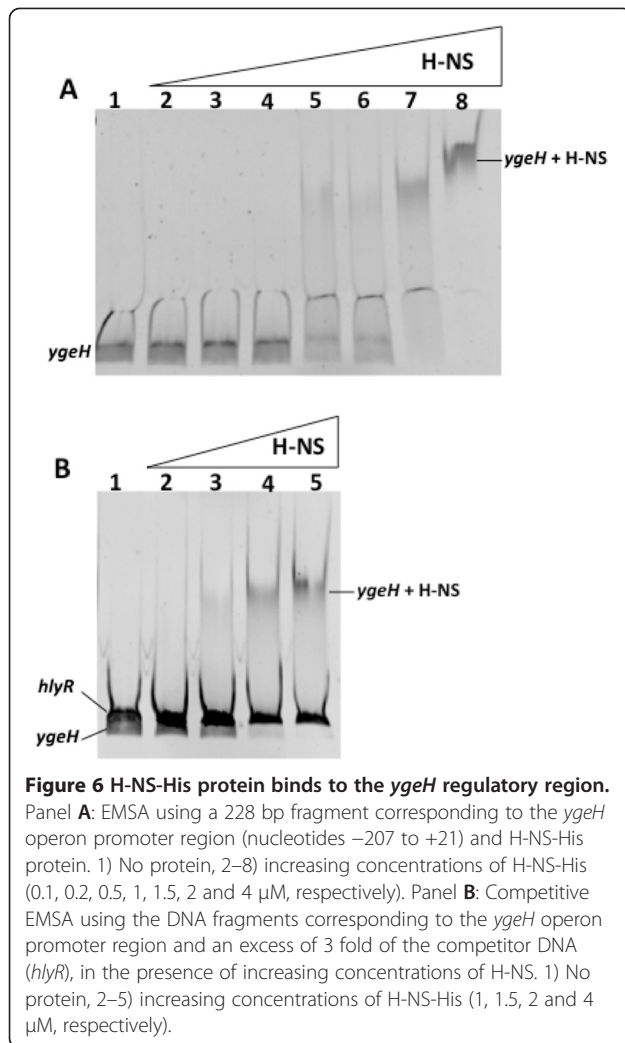 H-NS
A
1 2 3 4 5 6 7 8
ygeH + H-NS
ygeH
H-NS
B
1 2 3 4 5
ygeH + H-NS
hlyR
ygeH
Figure 6 H-NS-His protein binds to the ygeH regulatory region.
Panel A: EMSA using a 228 bp fragment corresponding to the ygeH
operon promoter region (nucleotides −207 to +21) and H-NS-His
protein. 1) No protein, 2–8) increasing concentrations of H-NS-His
(0.1, 0.2, 0.5, 1, 1.5, 2 and 4 μM, respectively). Panel B: Competitive
EMSA using the DNA fragments corresponding to the ygeH operon
promoter region and an excess of 3 fold of the competitor DNA
(hlyR), in the presence of increasing concentrations of H-NS. 1) No
protein, 2–5) increasing concentrations of H-NS-His (1, 1.5, 2 and 4
μM, respectively).